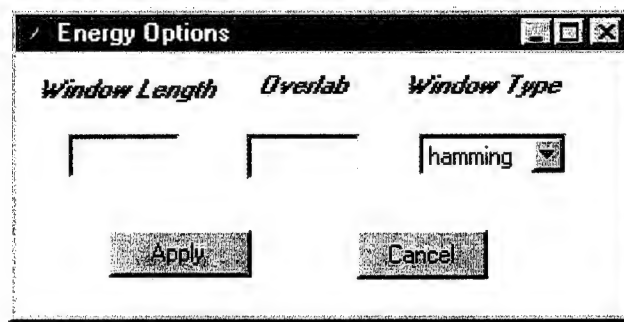 Energy Options
Window Length Overlab Window Type
hamming
Apply Cancel